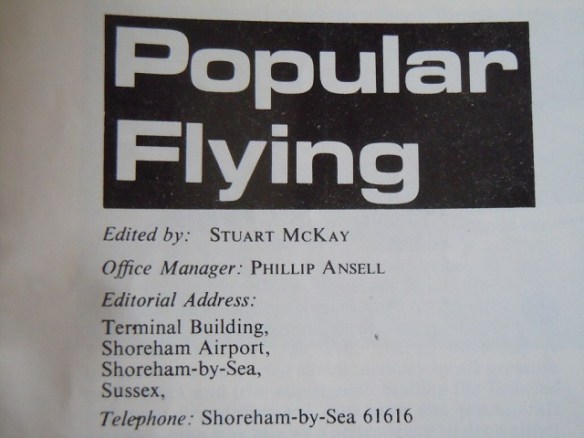 Popular
Flying
Edited by: STUART MCKAY
Office Manager: PHILLIP ANSELL
Editorial Address:
Terminal Building,
Shoreham Airport,
Shoreham-by-Sea,
Sussex,
Telephone: Shoreham-by-Sea 61616